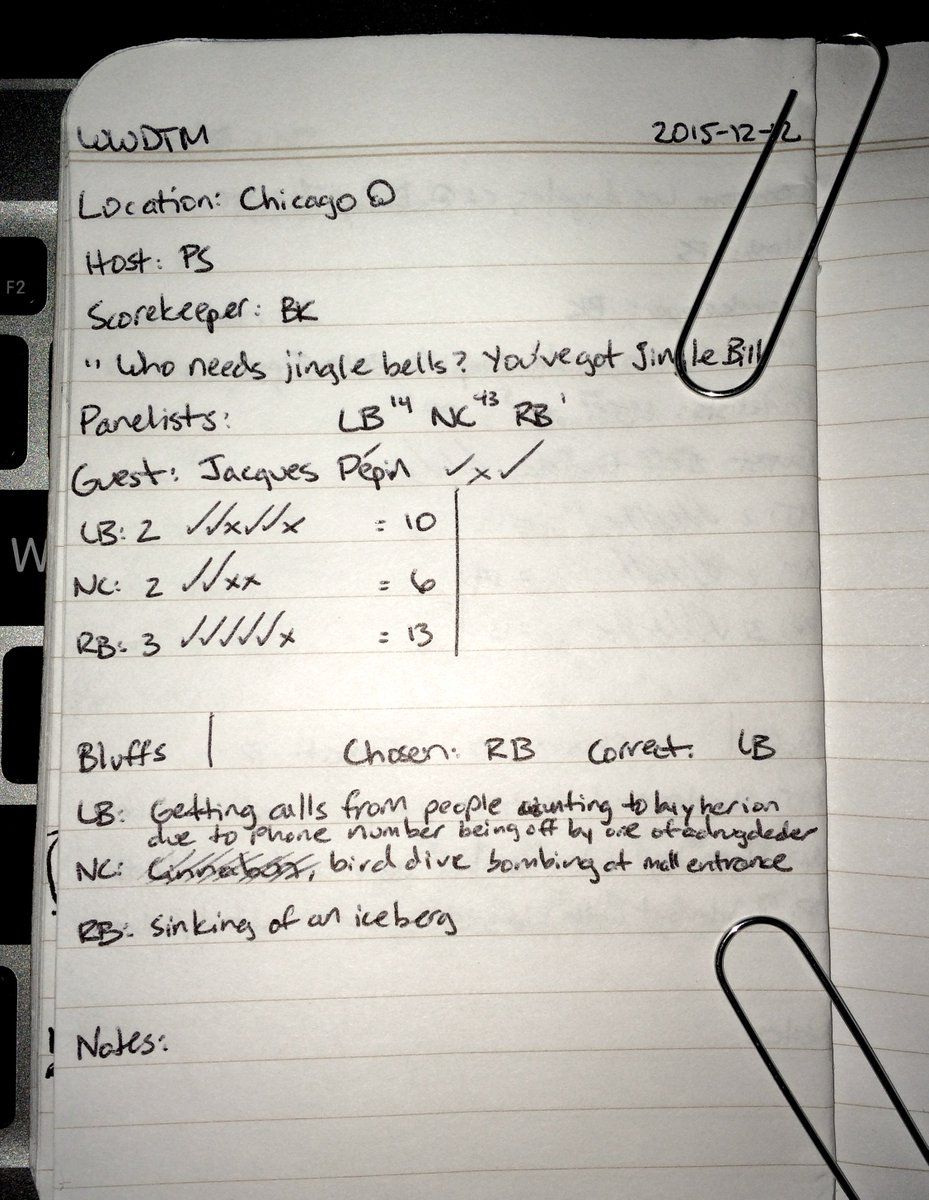 WWDTM 2015-12-12
Location: Chicago
Host: PS
Scorekeeper: BK
"Who needs jingle bells? You've got Jingle Bill
Panelists: LB 14 NC 43 RB 1
Guest: Jacques Pépin ✓ x ✓
LB: 2 ✓✓x✓✓x = 10
NC: 2 ✓✓xx = 6
RB: 3 ✓✓✓✓✓x = 13
Bluffs | Chosen: RB Correct: LB
LB: Getting calls from people wanting to buy herion
due to phone number being off by one of a drug dealer
NC: bird dive bombing at mall entrance
RB: Sinking of an iceberg
Notes:
F2
W